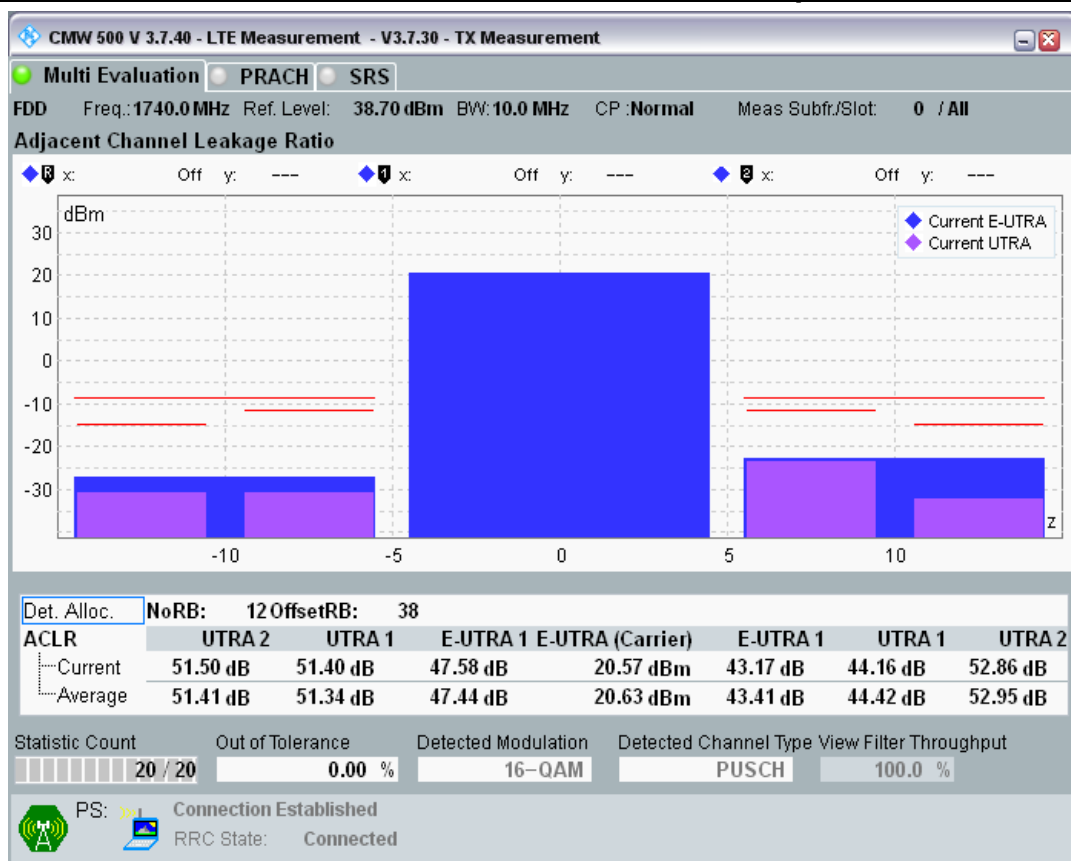 CMW 500 V 3.7.40 - LTE Measurement - V3.7.30 - TX Measurement
Multi Evaluation PRACH SRS
FDD Freq.: 1740.0 MHz Ref. Level: 38.70 dBm BW: 10.0 MHz CP : Normal Meas Subfr./Slot: 0 / All
Adjacent Channel Leakage Ratio
R x: Off y: --- 1 x: Off y: --- 2 x: Off y: ---
dBm
Current E-UTRA
Current UTRA
30
20
10
0
-10
-20
-30
z
-10 -5 0 5 10
Det. Alloc. NoRB: 12 OffsetRB: 38
ACLR UTRA 2 UTRA 1 E-UTRA 1 E-UTRA (Carrier) E-UTRA 1 UTRA 1 UTRA 2
Current 51.50 dB 51.40 dB 47.58 dB 20.57 dBm 43.17 dB 44.16 dB 52.86 dB
Average 51.41 dB 51.34 dB 47.44 dB 20.63 dBm 43.41 dB 44.42 dB 52.95 dB
Statistic Count Out of Tolerance Detected Modulation Detected Channel Type View Filter Throughput
20 / 20 0.00 % 16-QAM PUSCH 100.0 %
PS: Connection Established
RRC State: Connected